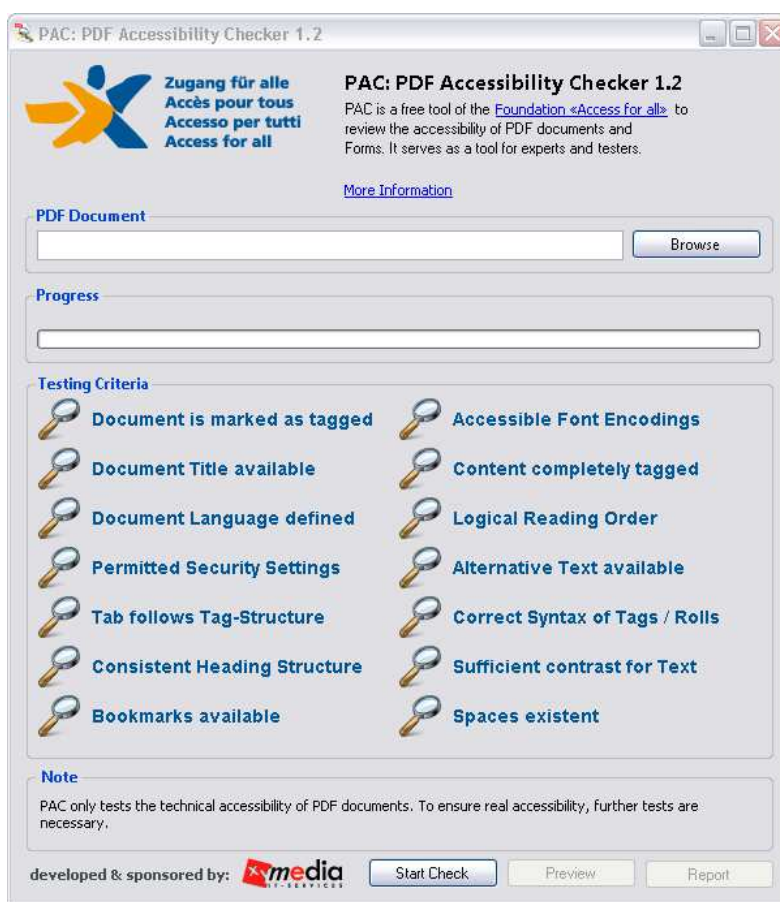 PAC: PDF Accessibility Checker 1.2
Zugang für alle
Accès pour tous
Accesso per tutti
Access for all
PAC: PDF Accessibility Checker 1.2
PAC is a free tool of the Foundation «Access for all» to
review the accessibility of PDF documents and
Forms. It serves as a tool for experts and testers.
More Information
PDF Document
Browse
Progress
Testing Criteria
Document is marked as tagged
Document Title available
Document Language defined
Permitted Security Settings
Tab follows Tag-Structure
Consistent Heading Structure
Bookmarks available
Accessible Font Encodings
Content completely tagged
Logical Reading Order
Alternative Text available
Correct Syntax of Tags / Rolls
Sufficient contrast for Text
Spaces existent
Note
PAC only tests the technical accessibility of PDF documents. To ensure real accessibility, further tests are
necessary.
developed & sponsored by: xymedia
IT-SERVICES
Start Check
Preview
Report